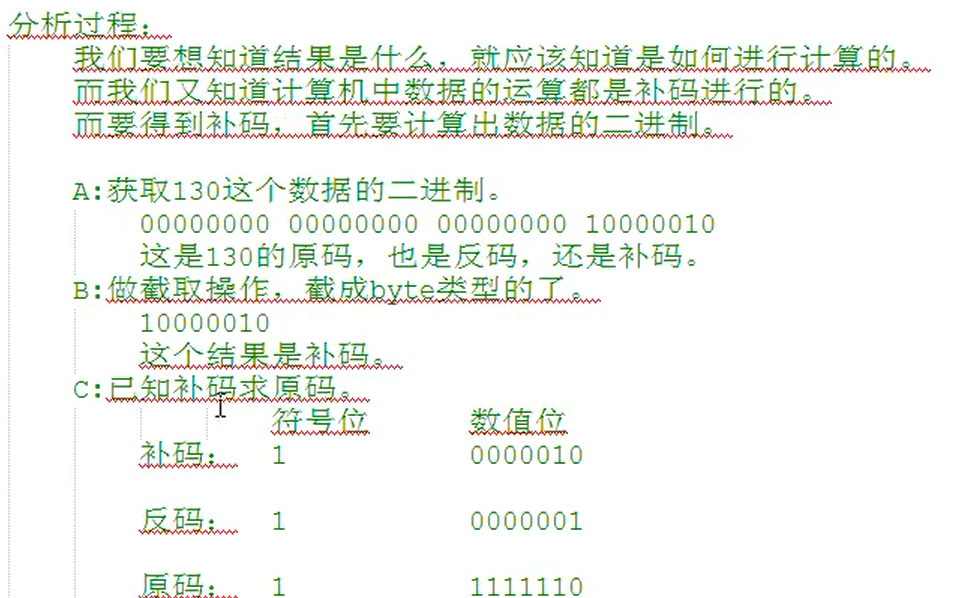 分析过程：
我们要想知道结果是什么，就应该知道是如何进行计算的。
而我们又知道计算机中数据的运算都是补码进行的。
而要得到补码，首先要计算出数据的二进制。
A:获取130这个数据的二进制。
00000000 00000000 00000000 10000010
这是130的原码，也是反码，还是补码。
B:做截取操作，截成byte类型的了。
10000010
这个结果是补码。
C:已知补码求原码。
符号位 数值位
补码： 1 0000010
反码： 1 0000001
原码： 1 1111110